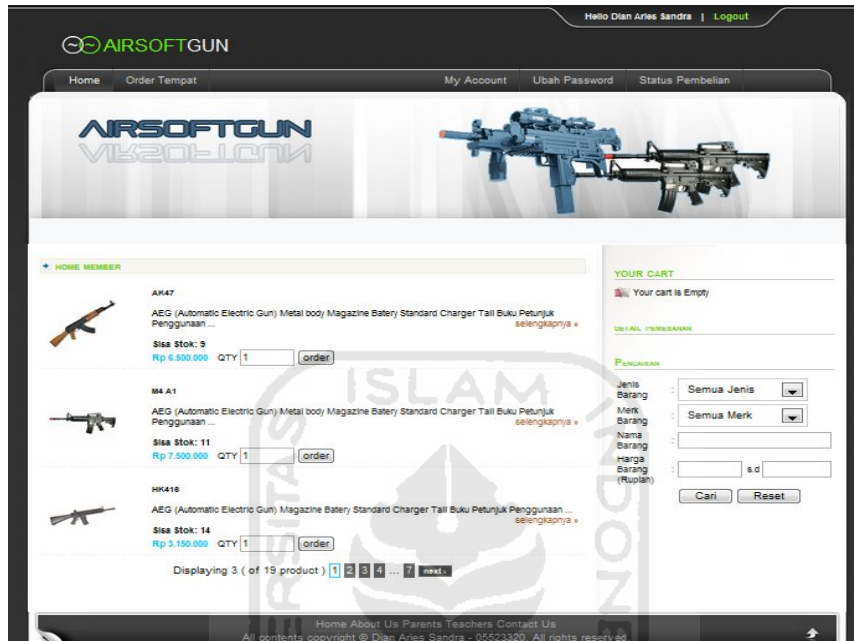 Hello Dian Aries Sandra | Logout
AIRSOFTGUN
Home Order Tempat My Account Ubah Password Status Pembelian
AIRSOFTGUN
HOME MEMBER
AK47
AEG (Automatic Electric Gun) Metal body Magazine Batery Standard Charger Tali Buku Petunjuk
Penggunaan ... selengkapnya »
Sisa Stok: 9
Rp 6.500.000 QTY 1 order
M4 A1
AEG (Automatic Electric Gun) Metal body Magazine Batery Standard Charger Tali Buku Petunjuk
Penggunaan ... selengkapnya »
Sisa Stok: 11
Rp 7.500.000 QTY 1 order
HK416
AEG (Automatic Electric Gun) Magazine Batery Standard Charger Tali Buku Petunjuk Penggunaan ...
selengkapnya »
Sisa Stok: 14
Rp 3.150.000 QTY 1 order
Displaying 3 ( of 19 product ) 1 2 3 4 ... 7 next›
YOUR CART
Your cart is Empty
DETAIL PEMESANAN
PENCARIAN
Jenis
Barang : Semua Jenis
Merk
Barang : Semua Merk
Nama
Barang :
Harga
Barang : s.d
(Rupiah)
Cari Reset
ISLAM
Home About Us Parents Teachers Contact Us
All contents copyright © Dian Aries Sandra - 05523320. All rights reserved